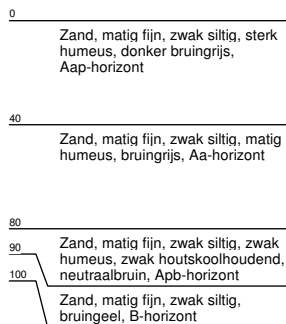 0
Zand, matig fijn, zwak siltig, sterk
humeus, donker bruingrijs,
Aap-horizont
40
Zand, matig fijn, zwak siltig, matig
humeus, bruingrijs, Aa-horizont
80
Zand, matig fijn, zwak siltig, zwak
humeus, zwak houtskoolhoudend,
neutraalbruin, Apb-horizont
90
100
Zand, matig fijn, zwak siltig,
bruingeel, B-horizont